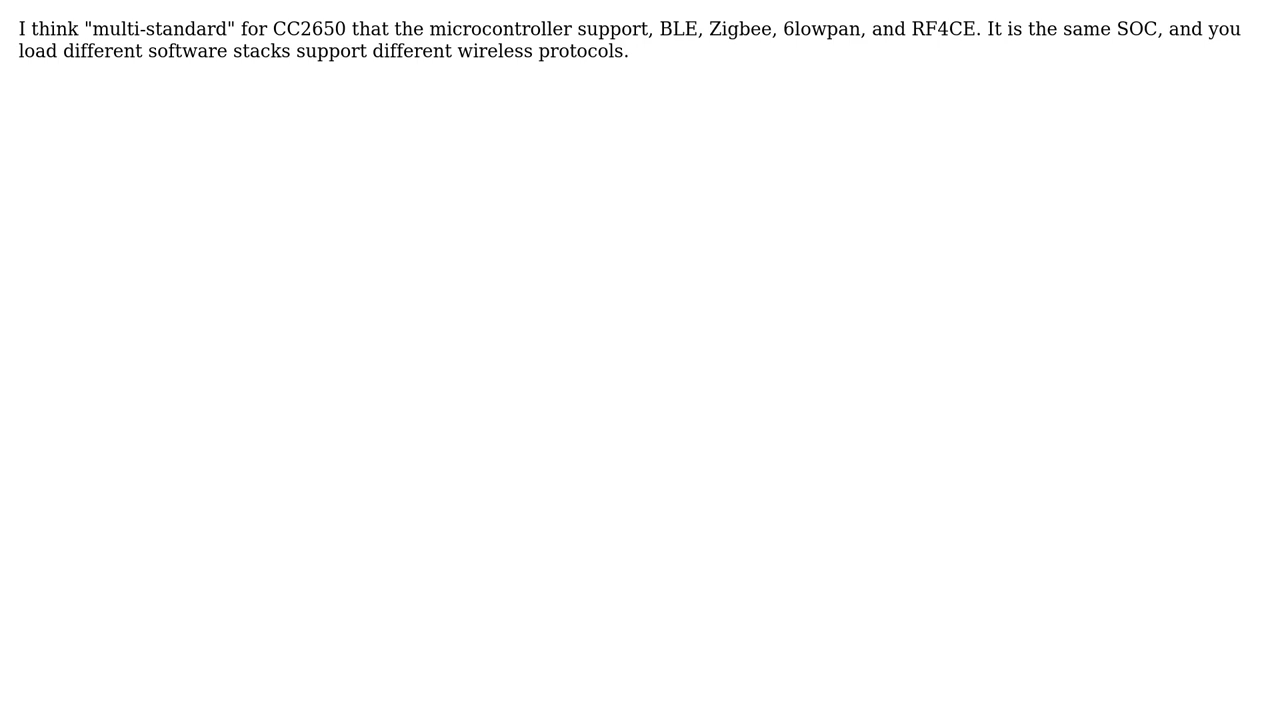 I think "multi-standard" for CC2650 that the microcontroller support, BLE, Zigbee, 6lowpan, and RF4CE. It is the same SOC, and you
load different software stacks support different wireless protocols.